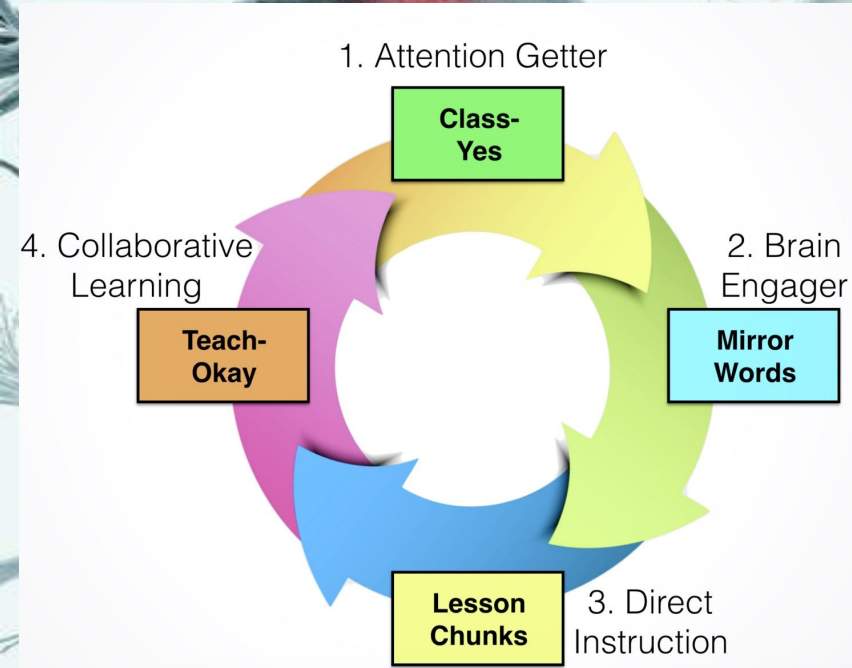 1. Attention Getter
Class-
Yes
2. Brain
Engager
Mirror
Words
3. Direct
Instruction
Lesson
Chunks
4. Collaborative
Learning
Teach-
Okay